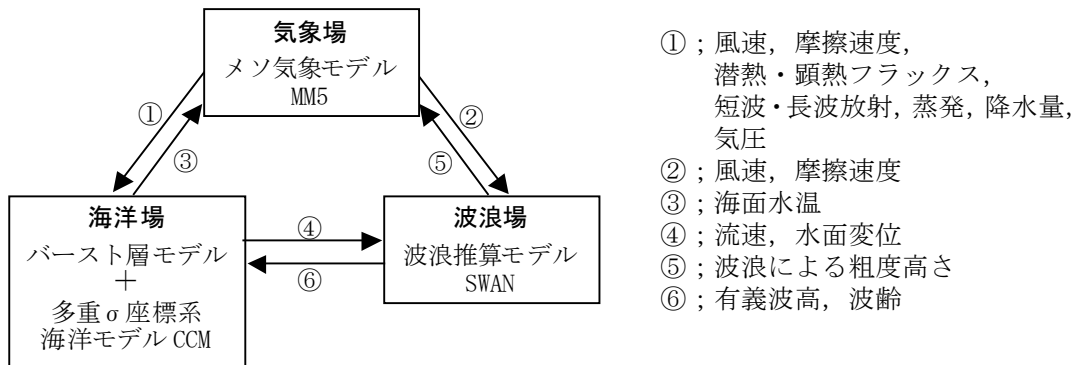 気象場
メソ気象モデル
MM5
①
③
②
⑤
海洋場
バースト層モデル
＋
多重σ座標系
海洋モデル CCM
④
⑥
波浪場
波浪推算モデル
SWAN
①；風速，摩擦速度，
潜熱・顕熱フラックス，
短波・長波放射，蒸発，降水量，
気圧
②；風速，摩擦速度
③；海面水温
④；流速，水面変位
⑤；波浪による粗度高さ
⑥；有義波高，波齢